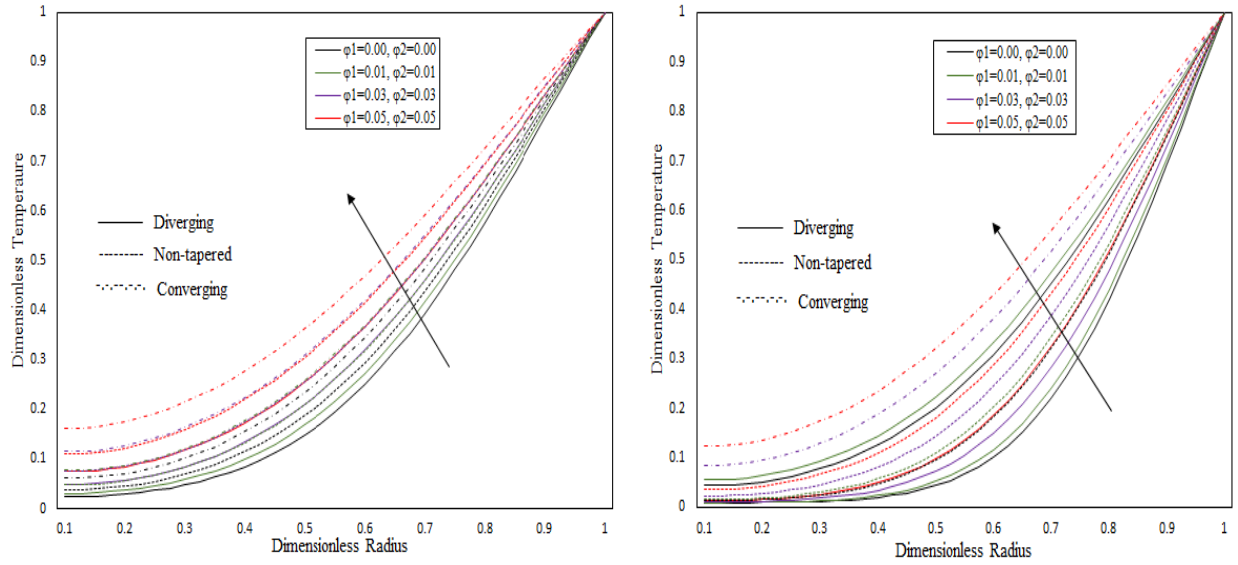 1
0.9
0.8
0.7
0.6
0.5
0.4
0.3
0.2
0.1
0
Dimensionless Temperaure
φ1=0.00, φ2=0.00
φ1=0.01, φ2=0.01
φ1=0.03, φ2=0.03
φ1=0.05, φ2=0.05
Diverging
Non-tapered
Converging
0.1 0.2 0.3 0.4 0.5 0.6 0.7 0.8 0.9 1
Dimensionless Radius
1
0.9
0.8
0.7
0.6
0.5
0.4
0.3
0.2
0.1
0
Dimensionless Temperature
φ1=0.00, φ2=0.00
φ1=0.01, φ2=0.01
φ1=0.03, φ2=0.03
φ1=0.05, φ2=0.05
Diverging
Non-tapered
Converging
0.1 0.2 0.3 0.4 0.5 0.6 0.7 0.8 0.9 1
Dimensionless Radius